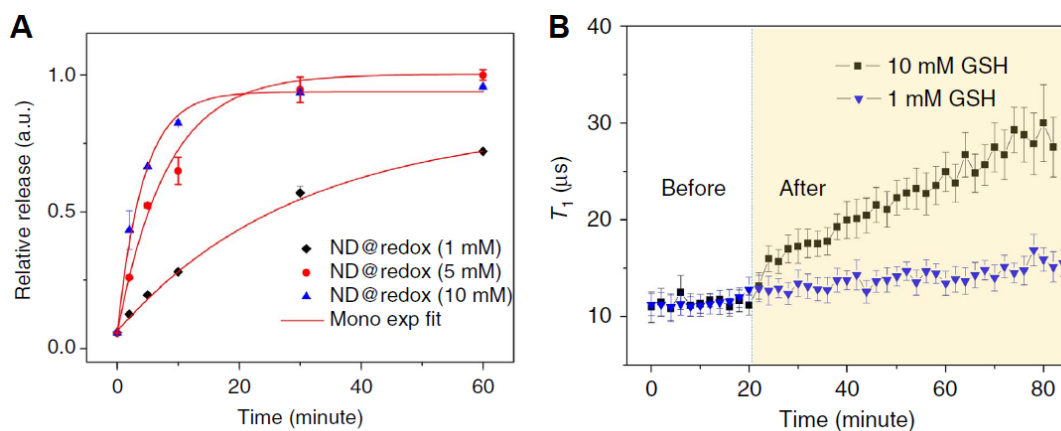 A
Relative release (a.u.)
1.0
0.5
0.0
ND@redox (1 mM)
ND@redox (5 mM)
ND@redox (10 mM)
Mono exp fit
0 20 40 60
Time (minute)
B
T1 (μs)
40
30
20
10
10 mM GSH
1 mM GSH
Before After
0 20 40 60 80
Time (minute)